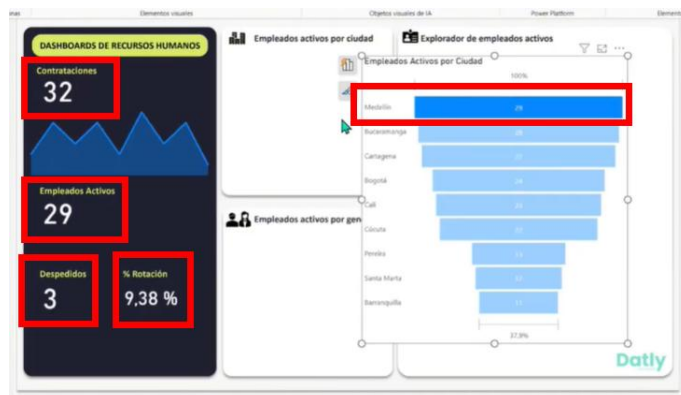 Elementos visuales
Objetos visuales de IA
Power Platform
DASHBOARDS DE RECURSOS HUMANOS
Contrataciones
32
Empleados Activos
29
Despedidos
3
% Rotación
9,38 %
Empleados activos por ciudad
Empleados activos por gen
Explorador de empleados activos
Empleados Activos por Ciudad
100%
Medellín
29
Bucaramanga
Cartagena
Bogotá
Cali
Cúcuta
Pereira
Santa Marta
Barranquilla
37,9%
Datly